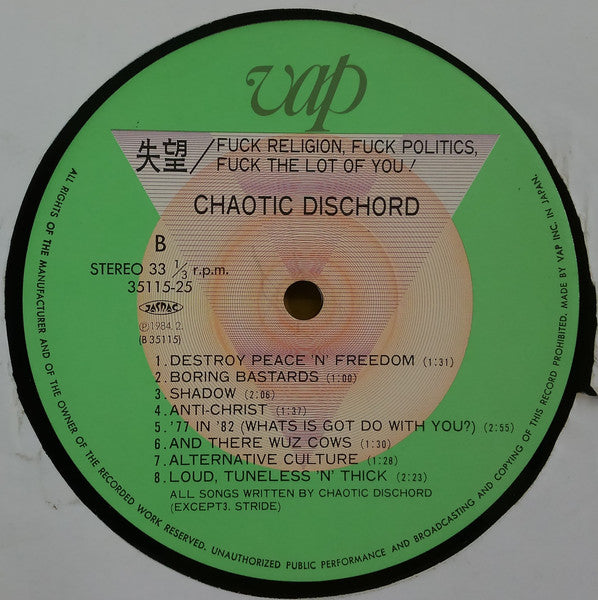 vap
失望/FUCK RELIGION, FUCK POLITICS,
FUCK THE LOT OF YOU!
CHAOTIC DISCHORD
B
STEREO 33 1/3 r.p.m.
35115-25
JASRAC
℗1984.2.
(B 35115)
1. DESTROY PEACE 'N' FREEDOM (1:31)
2. BORING BASTARDS (1:00)
3. SHADOW (2:06)
4. ANTI-CHRIST (1:37)
5. '77 IN '82 (WHATS IS GOT DO WITH YOU?) (2:55)
6. AND THERE WUZ COWS (1:30)
7. ALTERNATIVE CULTURE (1:28)
8. LOUD, TUNELESS 'N' THICK (2:23)
ALL SONGS WRITTEN BY CHAOTIC DISCHORD
(EXCEPT3. STRIDE)
ALL RIGHTS OF THE MANUFACTURER AND OF THE OWNER OF THE RECORDED WORK RESERVED. UNAUTHORIZED PUBLIC PERFORMANCE AND BROADCASTING AND COPYING OF THIS RECORD PROHIBITED. MADE BY VAP INC. IN JAPAN.